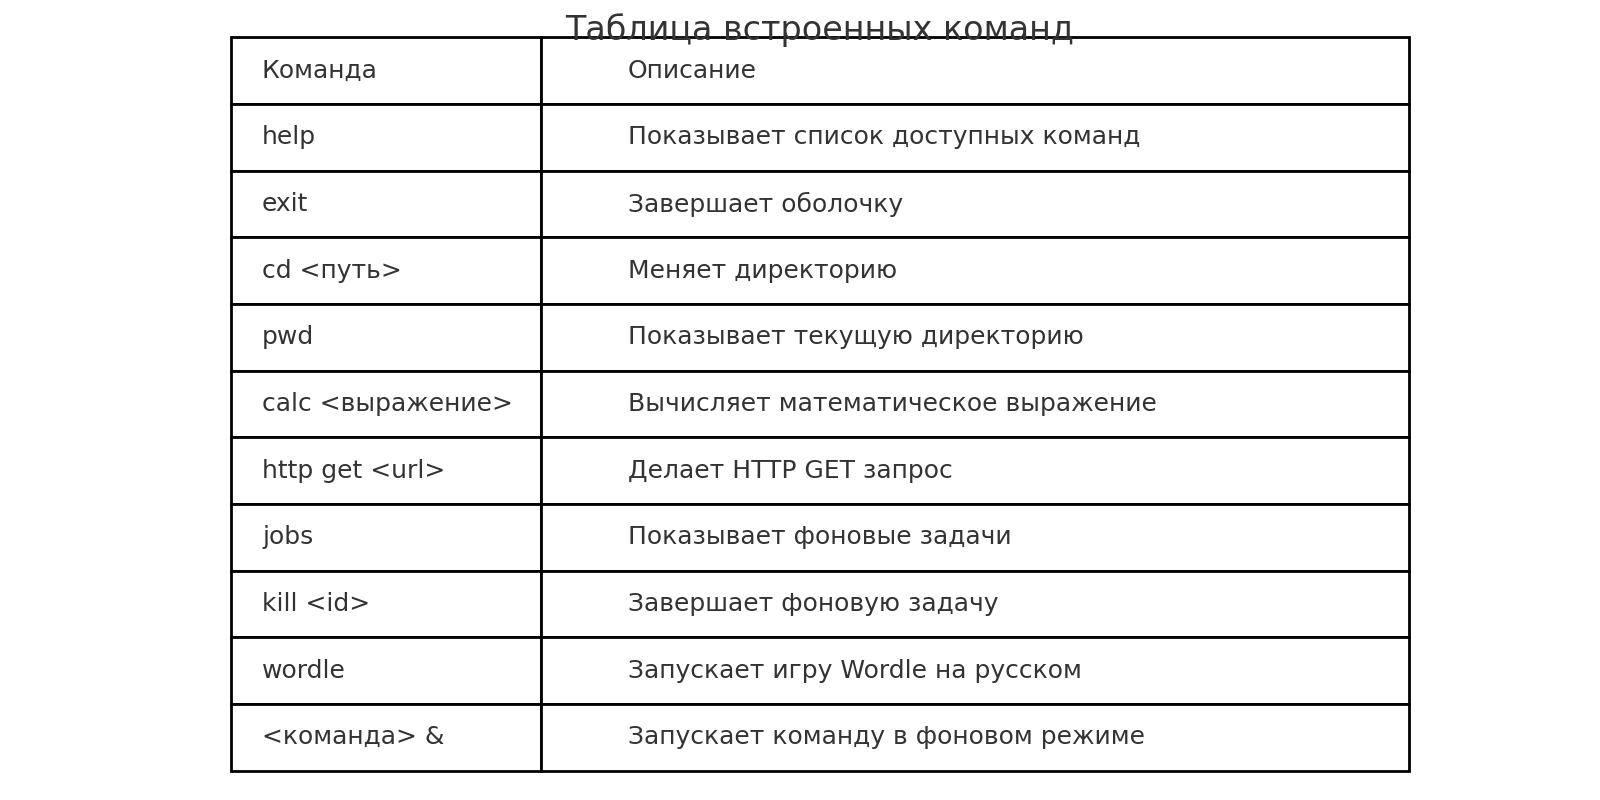 Таблица встроенных команд
Команда Описание
help Показывает список доступных команд
exit Завершает оболочку
cd <путь> Меняет директорию
pwd Показывает текущую директорию
calc <выражение> Вычисляет математическое выражение
http get <url> Делает HTTP GET запрос
jobs Показывает фоновые задачи
kill <id> Завершает фоновую задачу
wordle Запускает игру Wordle на русском
<команда> & Запускает команду в фоновом режиме